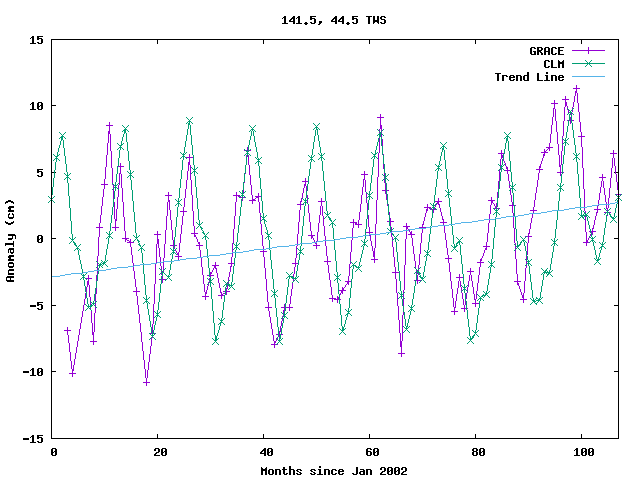 141.5, 44.5 TWS
GRACE
CLM
Trend Line
15
10
5
0
-5
-10
-15
Anomaly (cm)
0 20 40 60 80 100
Months since Jan 2002